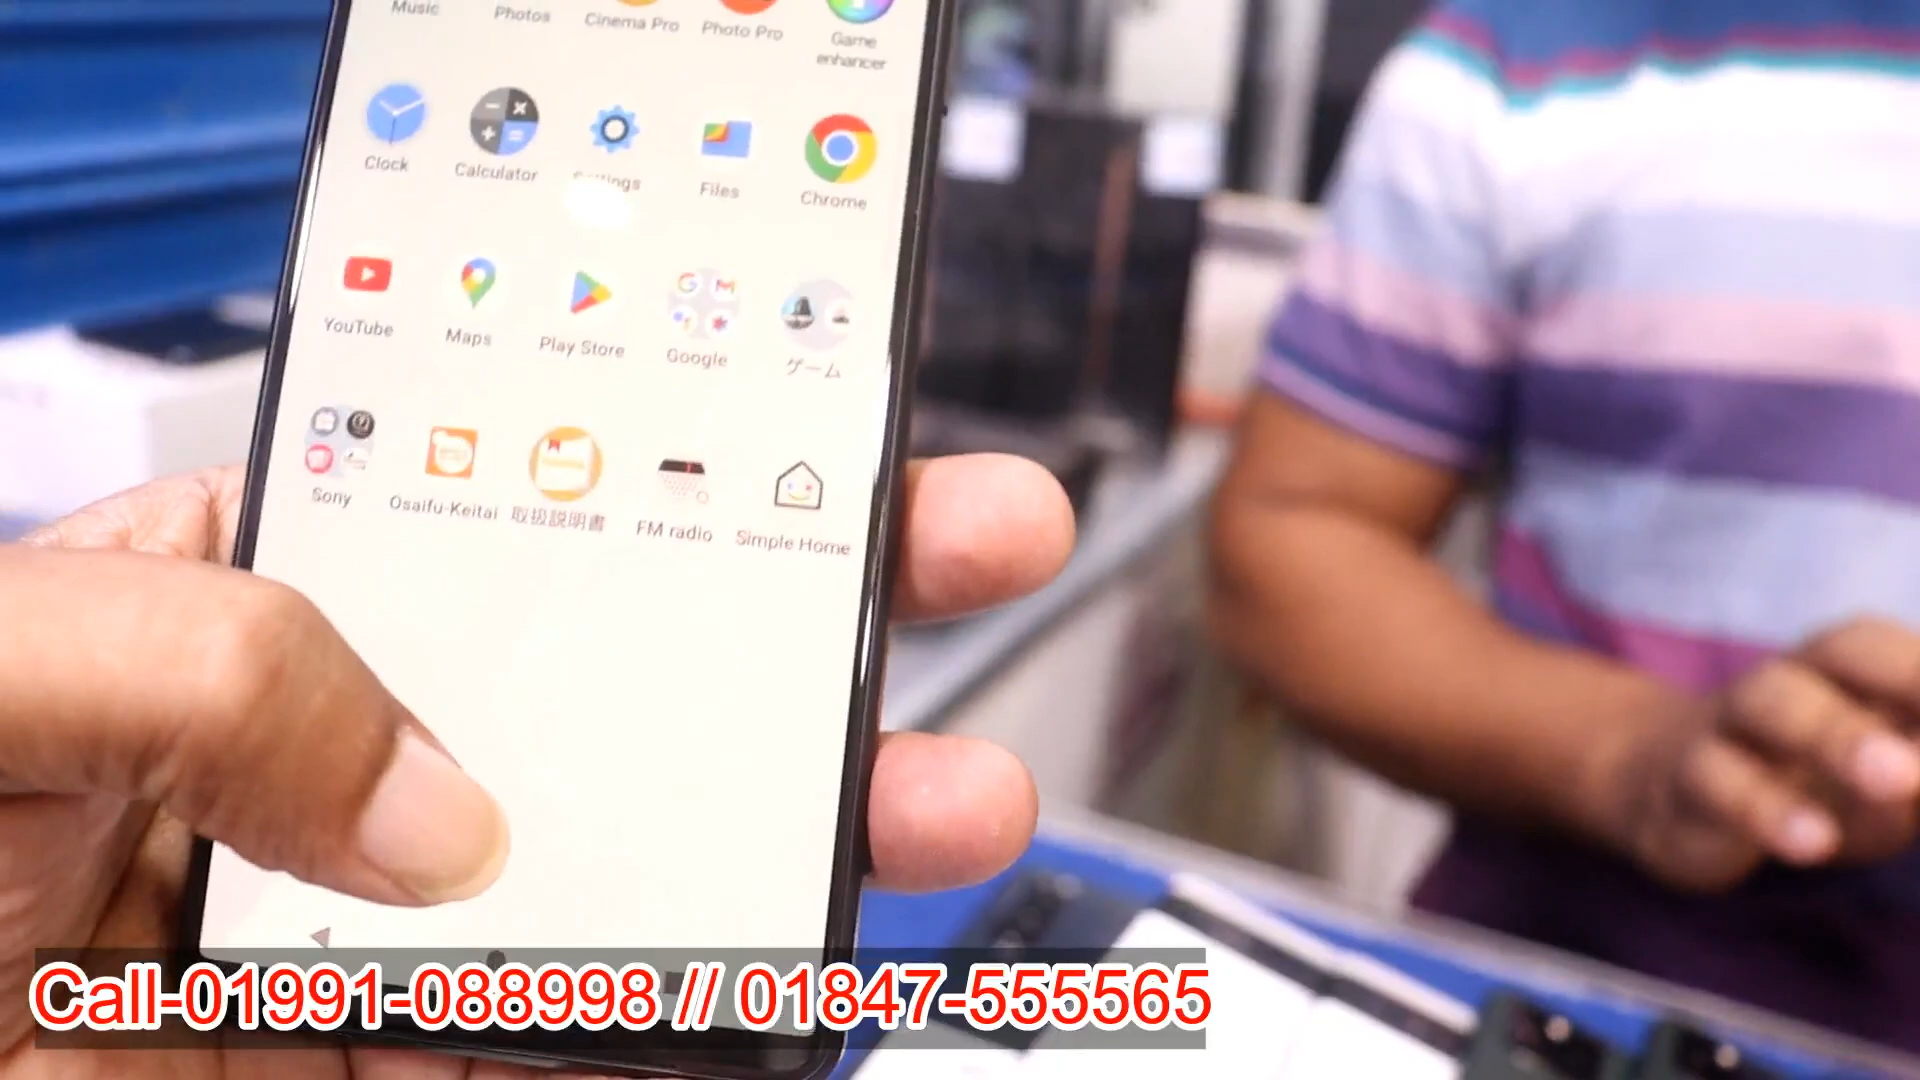 Music Photos Cinema Pro Photo Pro Game enhancer
Clock Calculator Settings Files Chrome
YouTube Maps Play Store Google ゲーム
Sony Osaifu-Keitai 取扱説明書 FM radio Simple Home
Call-01991-088998 // 01847-555565